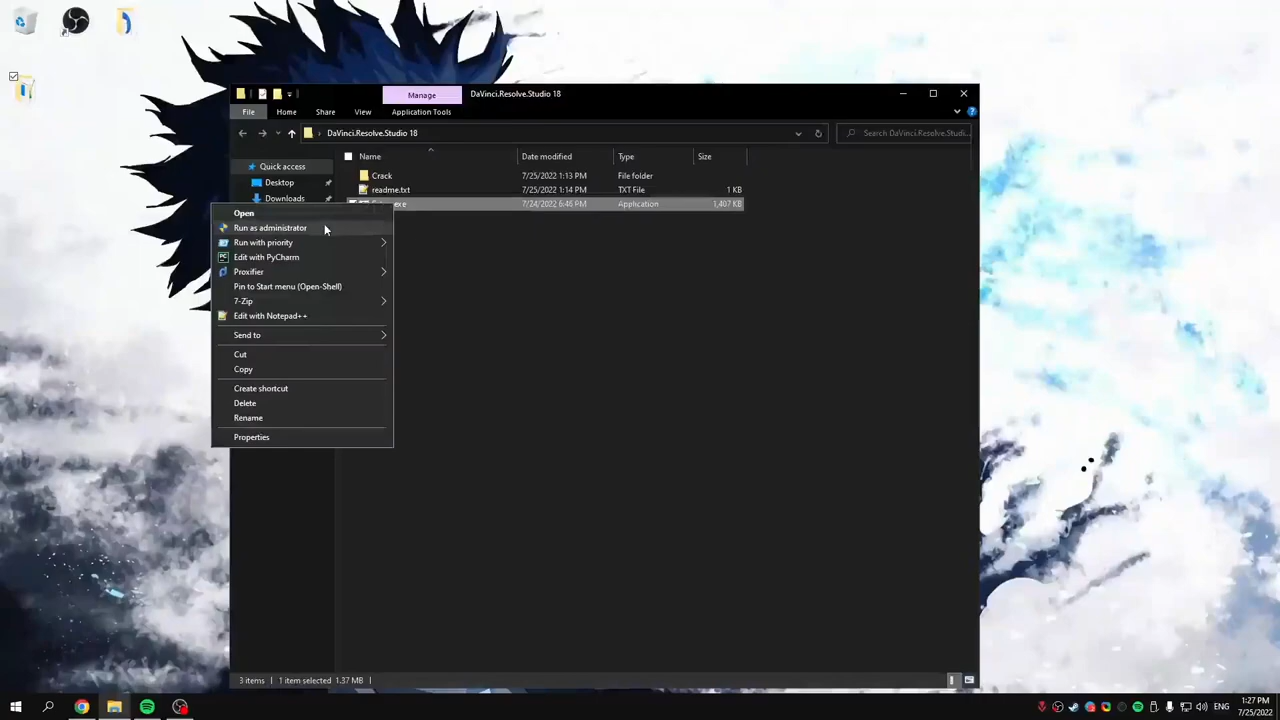 Manage
DaVinci.Resolve.Studio 18
File
Home
Share
View
Application Tools
DaVinci.Resolve.Studio 18
Search DaVinci.Resolve.Studi...
Name
Date modified
Type
Size
Quick access
Desktop
Downloads
Crack
7/25/2022 1:13 PM
File folder
readme.txt
7/25/2022 1:14 PM
TXT File
1 KB
.exe
7/24/2022 6:46 PM
Application
1,407 KB
Open
Run as administrator
Run with priority
Edit with PyCharm
Proxifier
Pin to Start menu (Open-Shell)
7-Zip
Edit with Notepad++
Send to
Cut
Copy
Create shortcut
Delete
Rename
Properties
3 items
1 item selected 1.37 MB
ENG
1:27 PM
7/25/2022